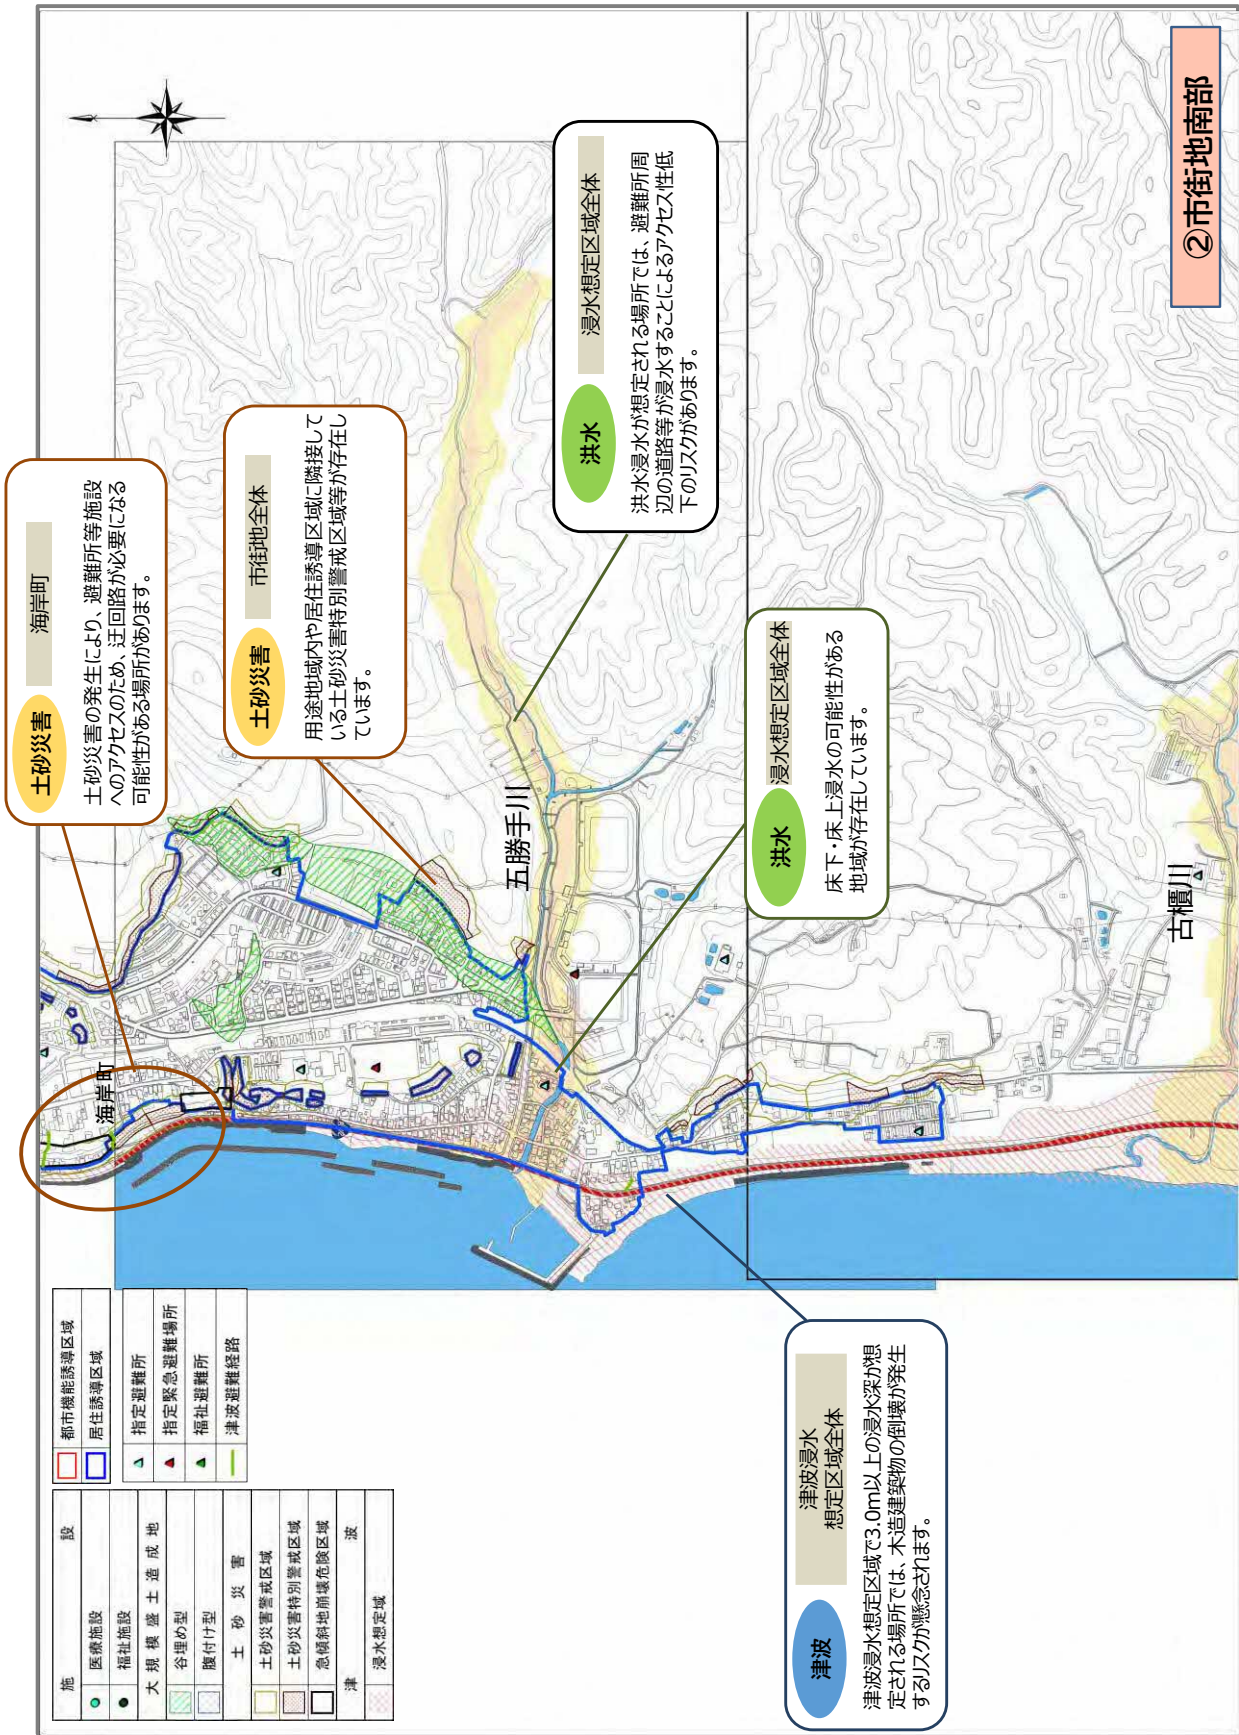 ②市街地南部
土砂災害
海岸町
土砂災害の発生により、避難所等施設
へのアクセスのため、迂回路が必要になる
可能性がある場所があります。
土砂災害
市街地全体
用途地域内や居住誘導区域に隣接して
いる土砂災害特別警戒区域等が存在し
ています。
洪水
浸水想定区域全体
洪水浸水が想定される場所では、避難所周
辺の道路等が浸水することによるアクセス性低
下のリスクがあります。
洪水
浸水想定区域全体
床下・床上浸水の可能性がある
地域が存在しています。
津波
津波浸水
想定区域全体
津波浸水想定区域で3.0m以上の浸水深が想
定される場所では、木造建築物の倒壊が発生
するリスクが懸念されます。
海岸町
五勝手川
古櫃川
施設
医療施設
福祉施設
大規模盛土造成地
谷埋め型
腹付け型
土砂災害
土砂災害警戒区域
土砂災害特別警戒区域
急傾斜地崩壊危険区域
津波
浸水想定域
都市機能誘導区域
居住誘導区域
指定避難所
指定緊急避難場所
福祉避難所
津波避難経路